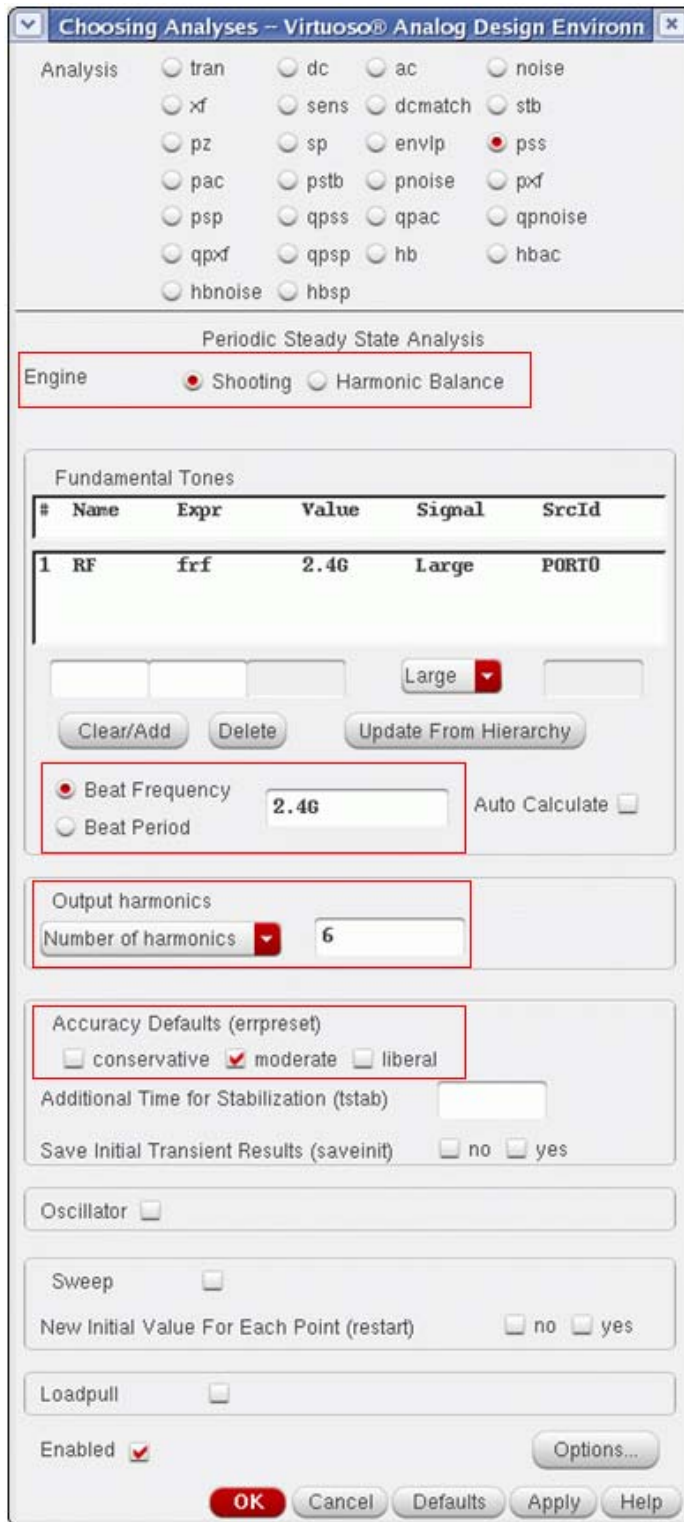 Choosing Analyses -- Virtuoso® Analog Design Environn
Analysis tran dc ac noise
xf sens dcmatch stb
pz sp envlp pss
pac pstb pnoise pxf
psp qpss qpac qpnoise
qpxf qpsp hb hbac
hbnoise hbsp
Periodic Steady State Analysis
Engine Shooting Harmonic Balance
Fundamental Tones
# Name Expr Value Signal SrcId
1 RF frf 2.4G Large PORT0
Large
Clear/Add Delete Update From Hierarchy
Beat Frequency 2.4G Auto Calculate
Beat Period
Output harmonics
Number of harmonics 6
Accuracy Defaults (errpreset)
conservative moderate liberal
Additional Time for Stabilization (tstab)
Save Initial Transient Results (saveinit) no yes
Oscillator
Sweep
New Initial Value For Each Point (restart) no yes
Loadpull
Enabled Options...
OK Cancel Defaults Apply Help